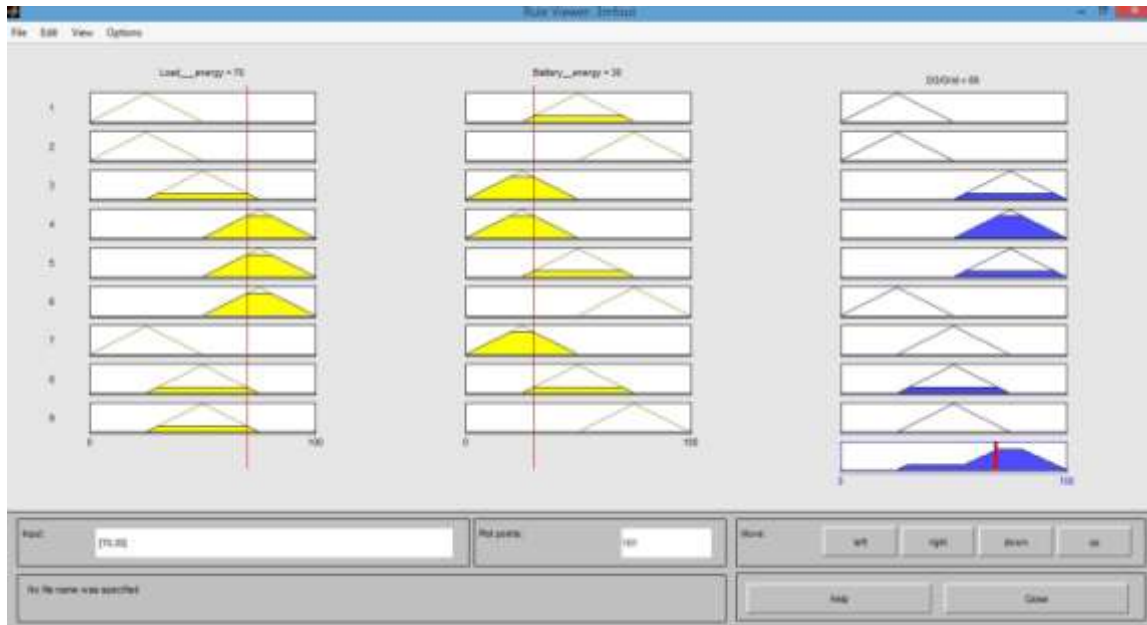 Rule Viewer:
File Edit View Options
Load___energy = 70
Battery__energy = 30
1
2
3
4
5
6
7
8
9
0 100
0 100
0 100
Input:
[70;30]
Plot points:
101
Move:
left
right
down
up
No file name was specified
Help
Close